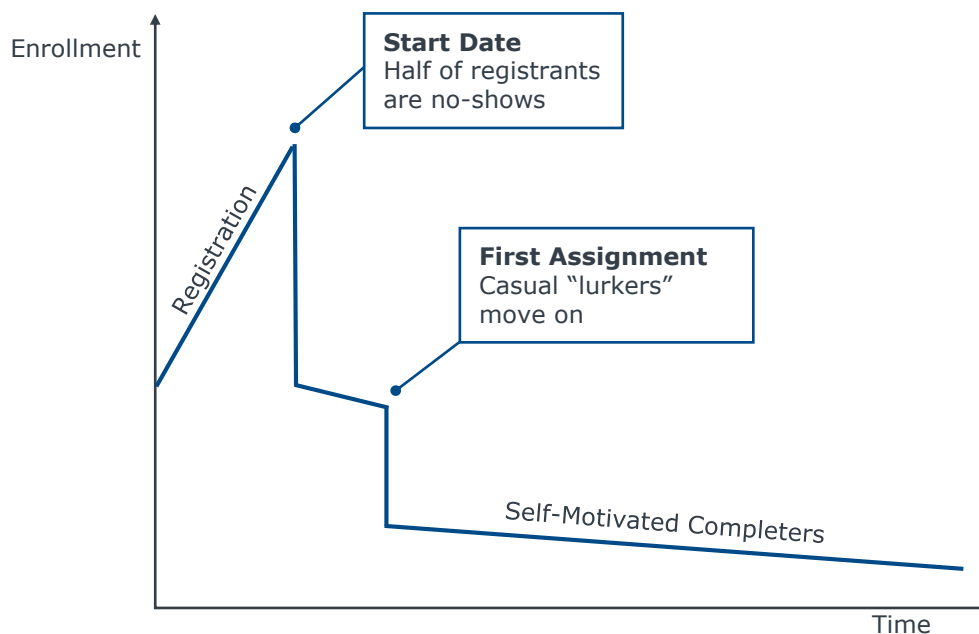 Enrollment
Start Date
Half of registrants
are no-shows
Registration
First Assignment
Casual “lurkers”
move on
Self-Motivated Completers
Time